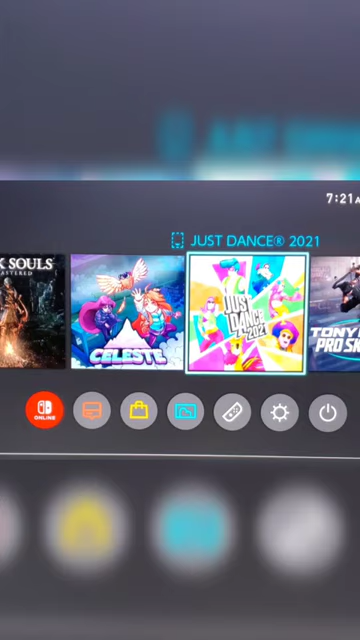 7:21
JUST DANCE® 2021
K SOULS
ASTERED
CELESTE
JUST
DANCE
2021
TONY
PRO SK
ONLINE